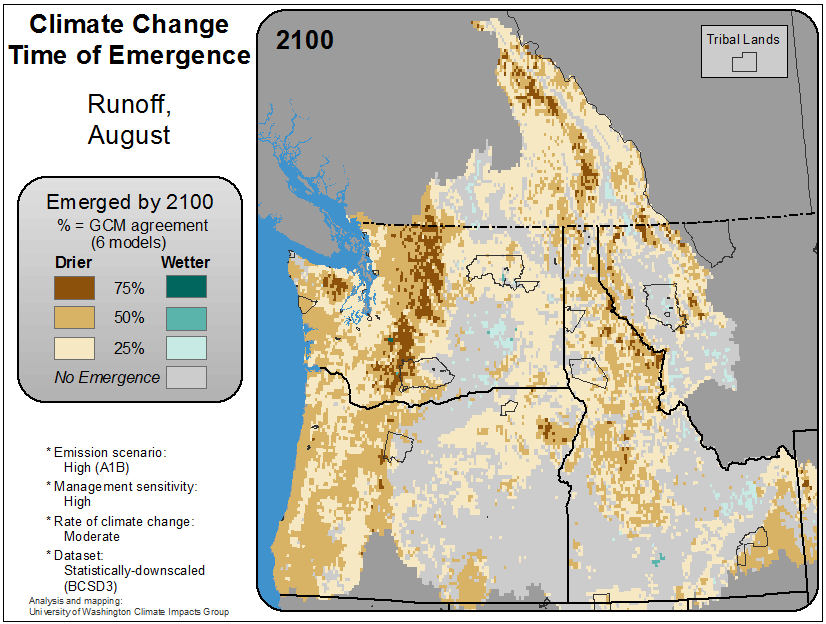 Climate Change
Time of Emergence
Runoff,
August
Emerged by 2100
% = GCM agreement
(6 models)
Drier Wetter
75%
50%
25%
No Emergence
* Emission scenario:
High (A1B)
* Management sensitivity:
High
* Rate of climate change:
Moderate
* Dataset:
Statistically-downscaled
(BCSD3)
Analysis and mapping:
University of Washington Climate Impacts Group
2100
Tribal Lands